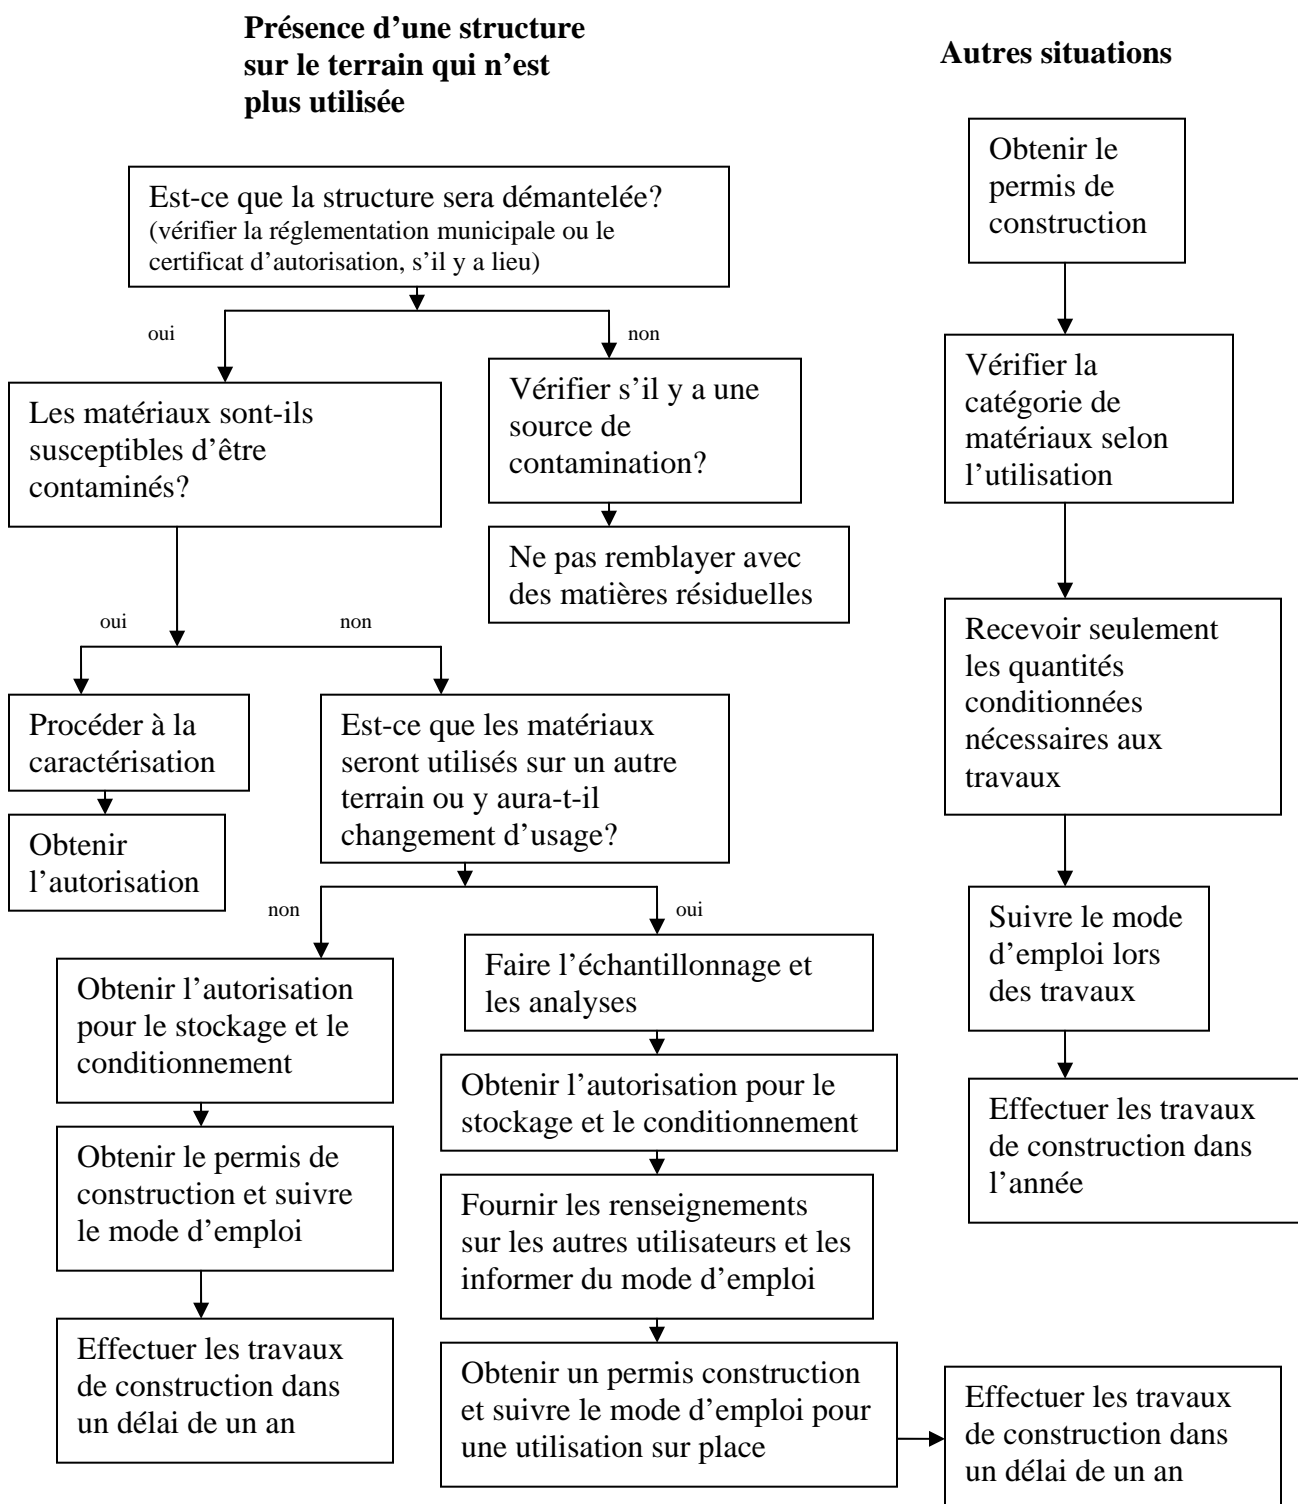 Présence d’une structure
sur le terrain qui n’est
plus utilisée
Autres situations
Est-ce que la structure sera démantelée?
(vérifier la réglementation municipale ou le
certificat d’autorisation, s’il y a lieu)
oui
non
Les matériaux sont-ils
susceptibles d’être
contaminés?
Vérifier s’il y a une
source de
contamination?
Ne pas remblayer avec
des matières résiduelles
oui
non
Procéder à la
caractérisation
Obtenir
l’autorisation
Est-ce que les matériaux
seront utilisés sur un autre
terrain ou y aura-t-il
changement d’usage?
non
oui
Obtenir l’autorisation
pour le stockage et le
conditionnement
Obtenir le permis de
construction et suivre
le mode d’emploi
Effectuer les travaux
de construction dans
un délai de un an
Faire l’échantillonnage et
les analyses
Obtenir l’autorisation pour le
stockage et le conditionnement
Fournir les renseignements
sur les autres utilisateurs et les
informer du mode d’emploi
Obtenir un permis construction
et suivre le mode d’emploi pour
une utilisation sur place
Effectuer les travaux
de construction dans
un délai de un an
Obtenir le
permis de
construction
Vérifier la
catégorie de
matériaux selon
l’utilisation
Recevoir seulement
les quantités
conditionnées
nécessaires aux
travaux
Suivre le mode
d’emploi lors
des travaux
Effectuer les travaux
de construction dans
l’année